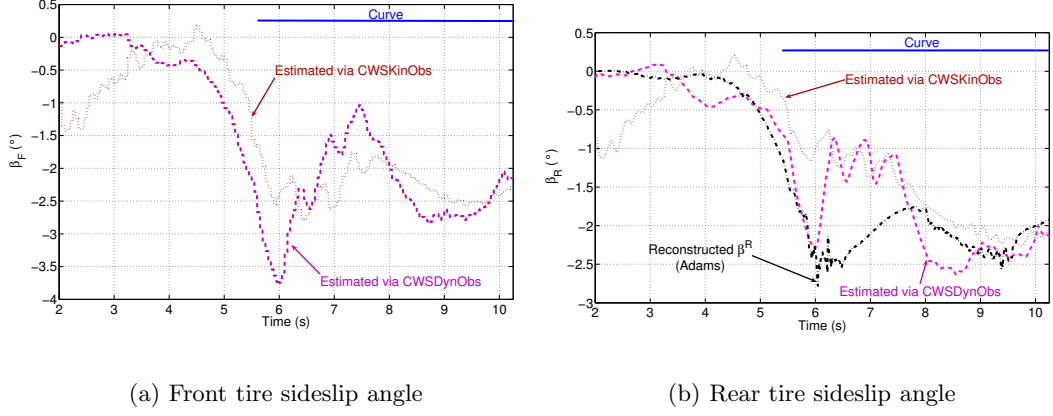 Curve
0.5
0
−0.5
−1
−1.5
−2
−2.5
−3
−3.5
−4
β_F (°)
Estimated via CWSKinObs
Estimated via CWSDynObs
2 3 4 5 6 7 8 9 10
Time (s)
(a) Front tire sideslip angle
Curve
0.5
0
−0.5
−1
−1.5
−2
−2.5
−3
β_R (°)
Estimated via CWSKinObs
Reconstructed β^R
(Adams)
Estimated via CWSDynObs
2 3 4 5 6 7 8 9 10
Time (s)
(b) Rear tire sideslip angle